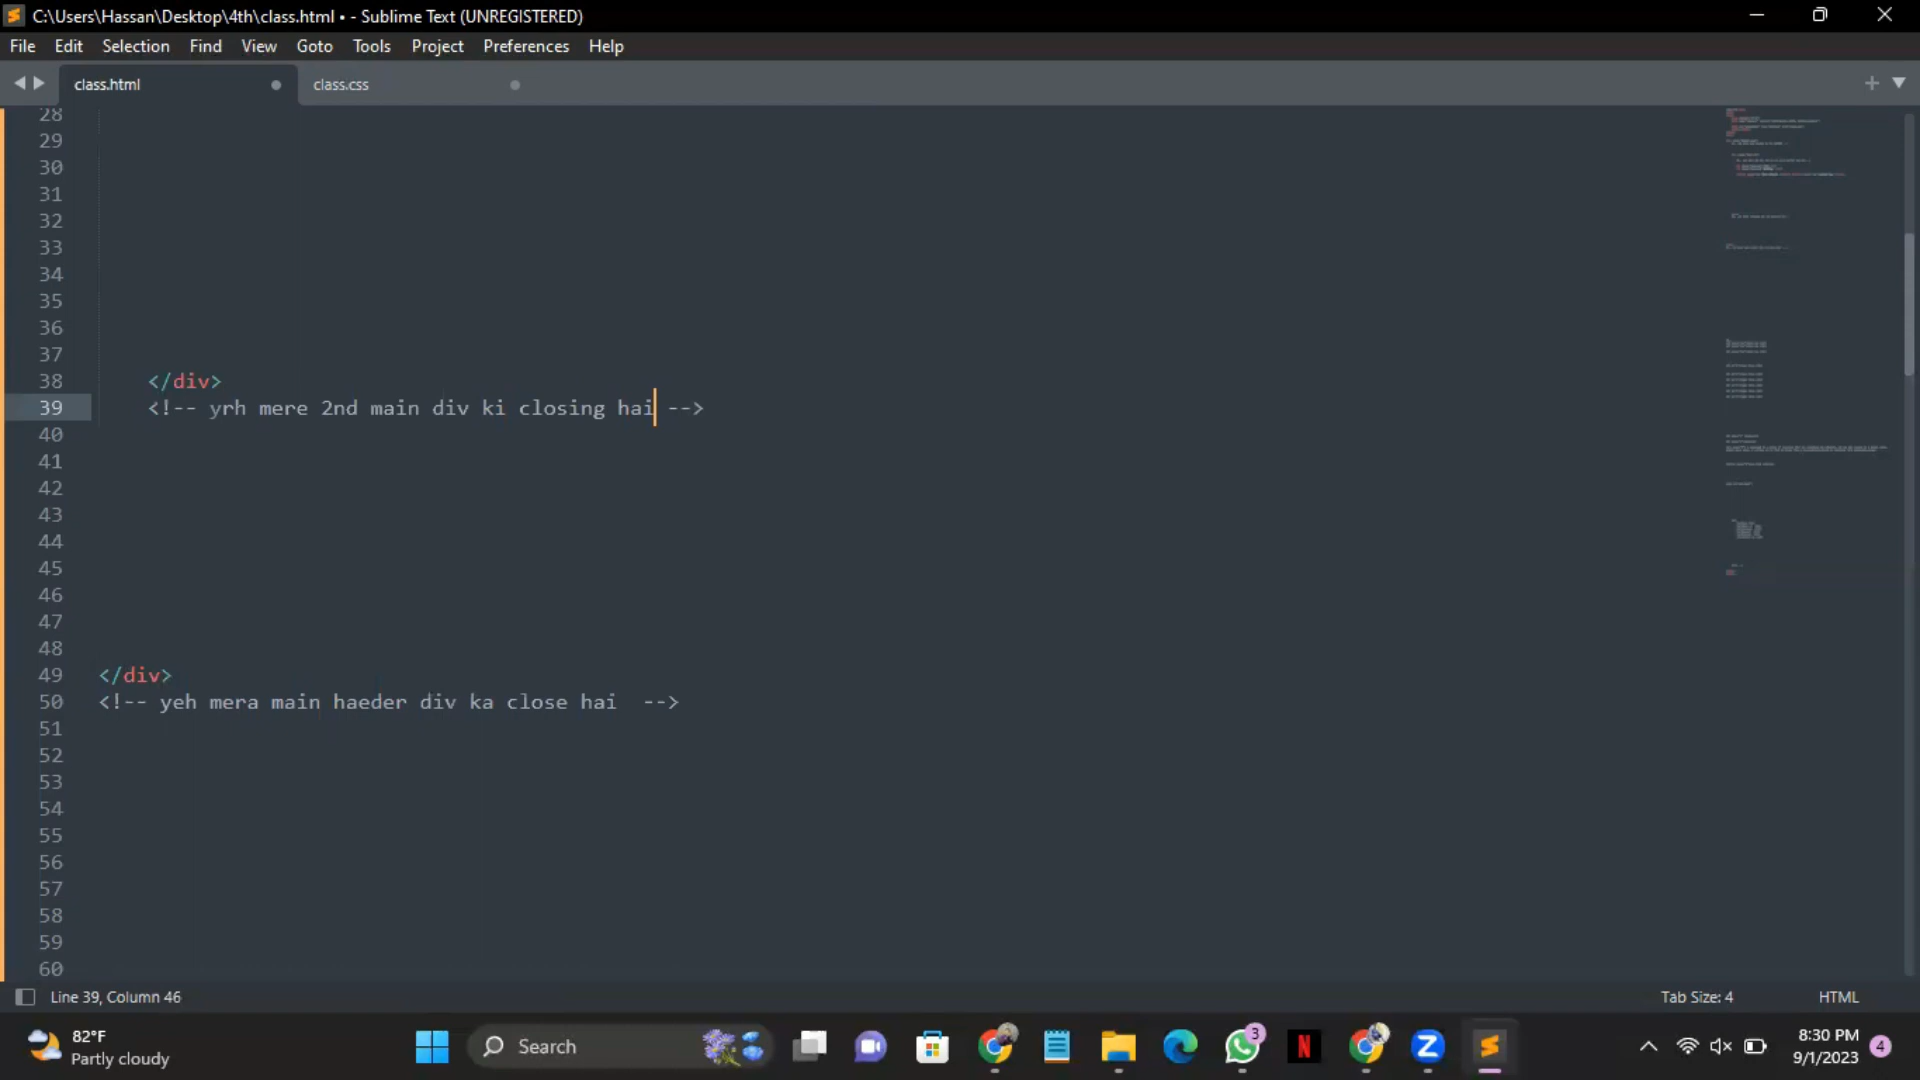 C:\Users\Hassan\Desktop\4th\class.html • - Sublime Text (UNREGISTERED)
File Edit Selection Find View Goto Tools Project Preferences Help
class.html class.css
28
29
30
31
32
33
34
35
36
37
38 </div>
39 <!-- yrh mere 2nd main div ki closing hai -->
40
41
42
43
44
45
46
47
48
49 </div>
50 <!-- yeh mera main haeder div ka close hai  -->
51
52
53
54
55
56
57
58
59
60
Line 39, Column 46 Tab Size: 4 HTML
82°F
Partly cloudy
Search
3
8:30 PM
9/1/2023
4